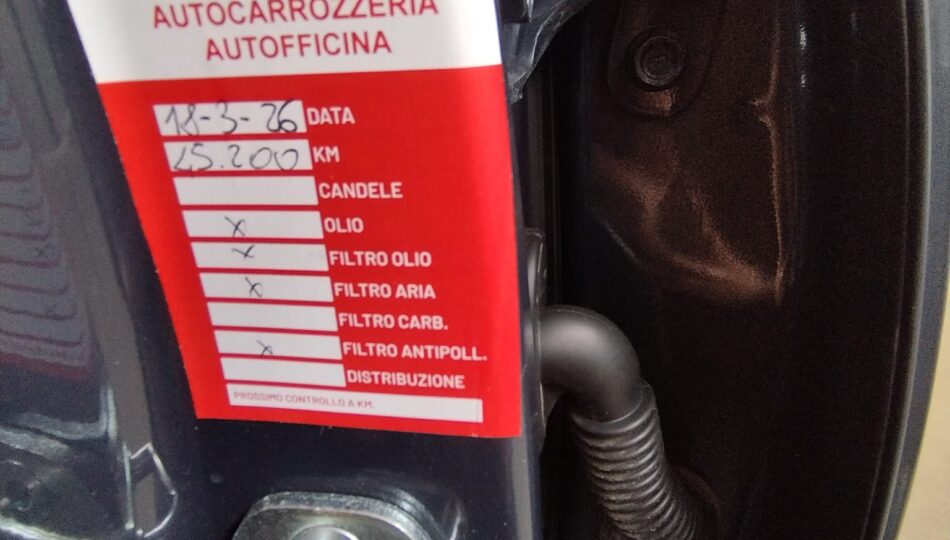 AUTOCARROZZERIA
AUTOFFICINA
18-3-26 DATA
45.200 KM
CANDELE
x OLIO
x FILTRO OLIO
x FILTRO ARIA
FILTRO CARB.
x FILTRO ANTIPOLL.
DISTRIBUZIONE
PROSSIMO CONTROLLO A KM